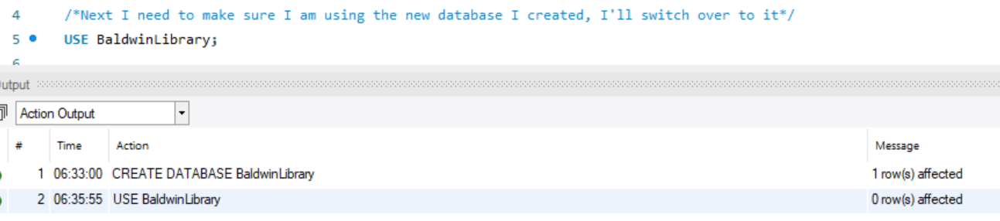 4 /*Next I need to make sure I am using the new database I created, I'll switch over to it*/
5 USE BaldwinLibrary;
6
utput
Action Output
# Time Action Message
1 06:33:00 CREATE DATABASE BaldwinLibrary 1 row(s) affected
2 06:35:55 USE BaldwinLibrary 0 row(s) affected